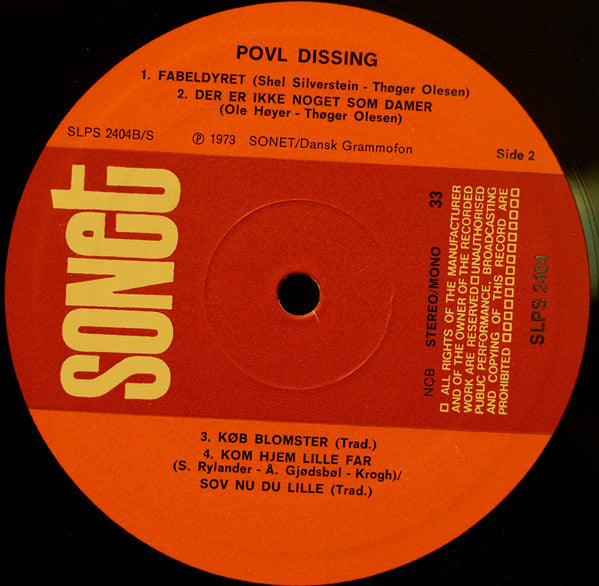 POVL DISSING
1. FABELDYRET (Shel Silverstein - Thøger Olesen)
2. DER ER IKKE NOGET SOM DAMER
(Ole Høyer - Thøger Olesen)
SLPS 2404B/S
℗ 1973 SONET/Dansk Grammofon
Side 2
sonet
NCB STEREO/MONO 33
□ ALL RIGHTS OF THE MANUFACTURER
AND OF THE OWNER OF THE RECORDED
WORK ARE RESERVED □ UNAUTHORISED
PUBLIC PERFORMANCE, BROADCASTING
AND COPYING OF THIS RECORD ARE
PROHIBITED □□□□□□□□□□□□□
SLPS 2404
3. KØB BLOMSTER (Trad.)
4. KOM HJEM LILLE FAR
(S. Rylander - A. Gjødsbøl - Krogh)/
SOV NU DU LILLE (Trad.)